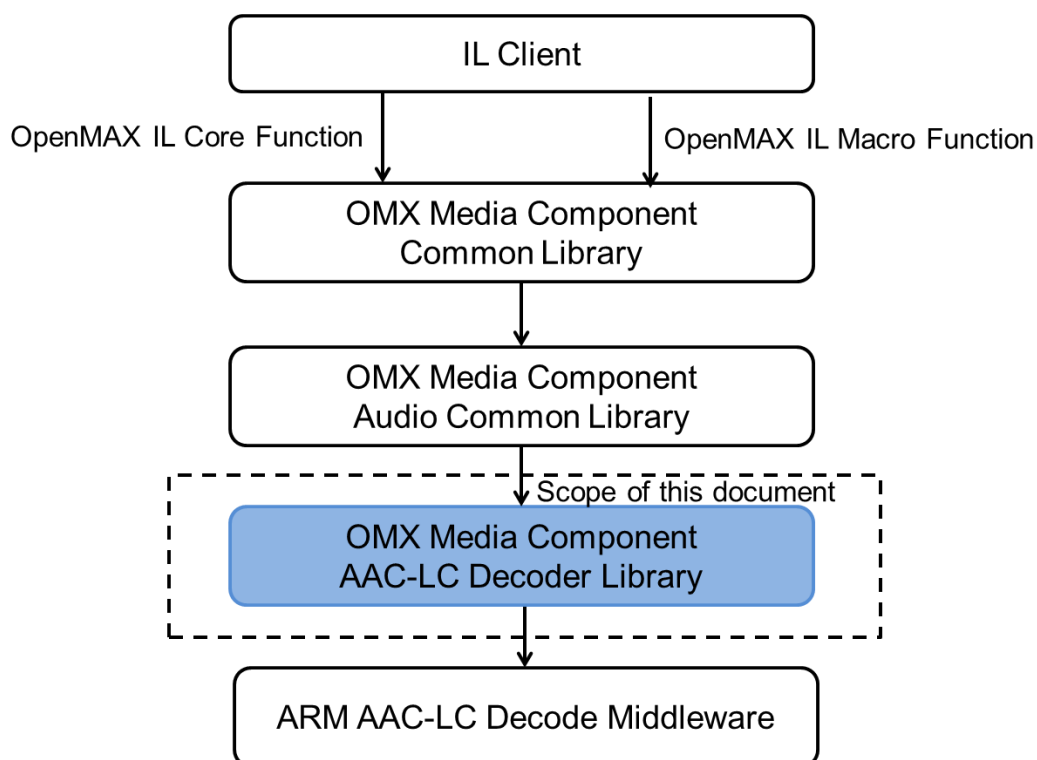 IL Client
OpenMAX IL Core Function
OpenMAX IL Macro Function
OMX Media Component
Common Library
OMX Media Component
Audio Common Library
Scope of this document
OMX Media Component
AAC-LC Decoder Library
ARM AAC-LC Decode Middleware